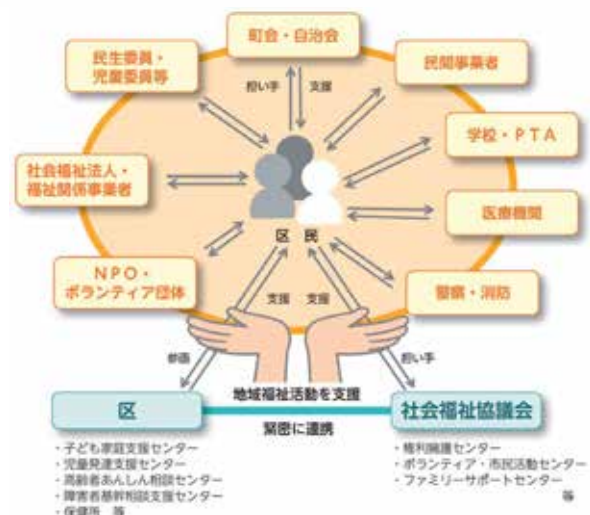 町会・自治会
民生委員・
児童委員等
民間事業者
担い手
支援
学校・PTA
社会福祉法人・
福祉関係事業者
医療機関
区民
NPO・
ボランティア団体
支援
支援
警察・消防
参画
担い手
地域福祉活動を支援
区
社会福祉協議会
緊密に連携
・子ども家庭支援センター
・児童発達支援センター
・高齢者あんしん相談センター
・障害者基幹相談支援センター
・保健所 等
・権利擁護センター
・ボランティア・市民活動センター
・ファミリーサポートセンター
等